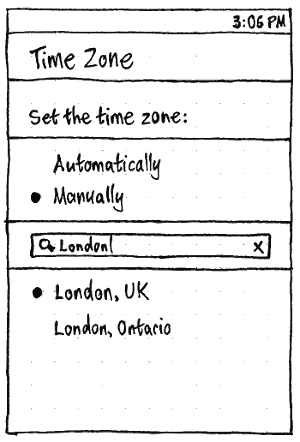 3:06 PM
Time Zone
Set the time zone:
Automatically
Manually
London
London, UK
London, Ontario